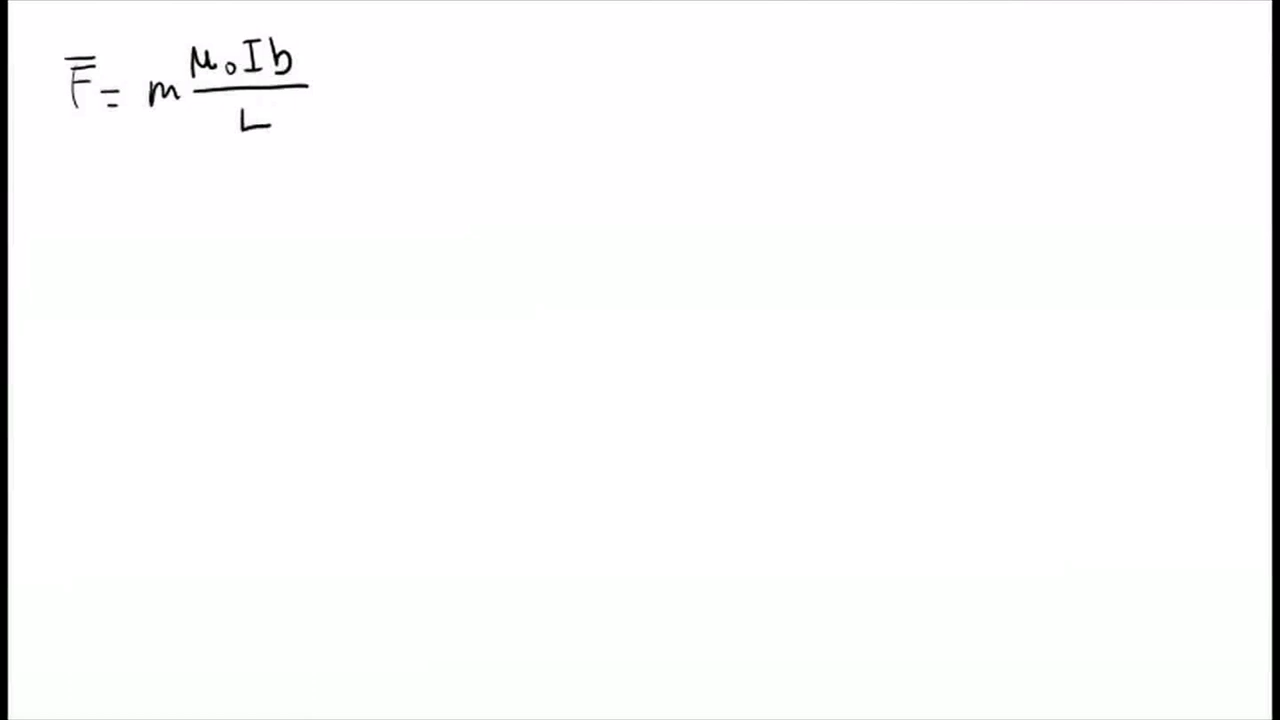 F̅ = m μ₀Ib / L